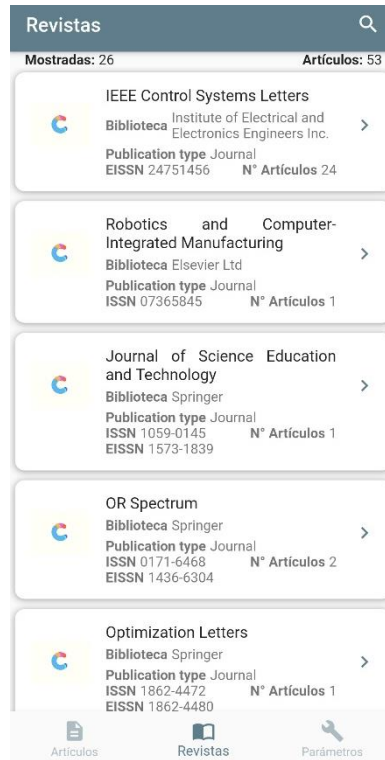 Revistas
Mostradas: 26 Artículos: 53
IEEE Control Systems Letters
Biblioteca Institute of Electrical and
Electronics Engineers Inc.
Publication type Journal
EISSN 24751456 N° Artículos 24
Robotics and Computer-
Integrated Manufacturing
Biblioteca Elsevier Ltd
Publication type Journal
ISSN 07365845 N° Artículos 1
Journal of Science Education
and Technology
Biblioteca Springer
Publication type Journal
ISSN 1059-0145 N° Artículos 1
EISSN 1573-1839
OR Spectrum
Biblioteca Springer
Publication type Journal
ISSN 0171-6468 N° Artículos 2
EISSN 1436-6304
Optimization Letters
Biblioteca Springer
Publication type Journal
ISSN 1862-4472 N° Artículos 1
EISSN 1862-4480
Artículos Revistas Parámetros